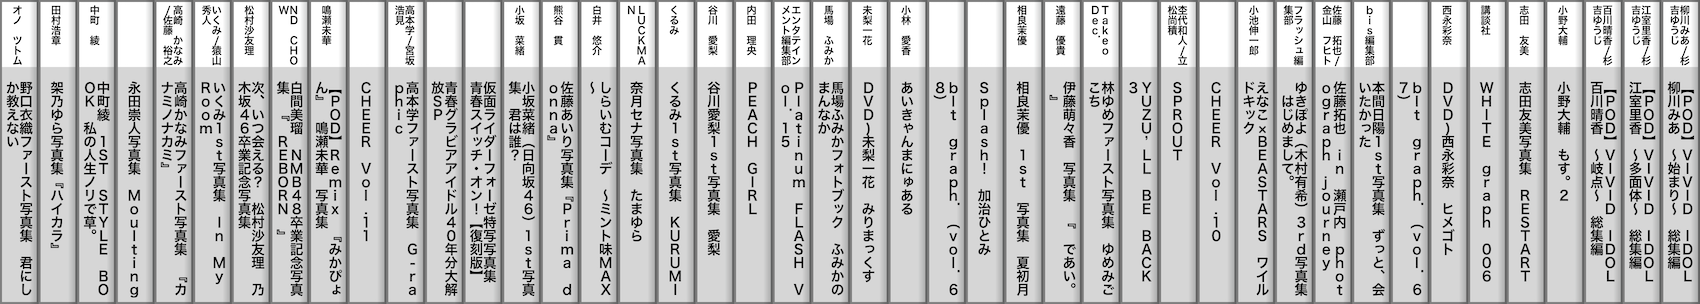 柳川みあ/杉
吉ゆうじ
【POD】VIVID IDOL
柳川みあ ～始まり～ 総集編
江室里香/杉
吉ゆうじ
【POD】VIVID IDOL
江室里香 ～多面体～ 総集編
百川晴香/杉
吉ゆうじ
【POD】VIVID IDOL
百川晴香 ～岐点～ 総集編
小野大輔
小野大輔 もす。2
志田 友美
志田友美写真集 RESTART
講談社
WHITE graph 006
西永彩奈
DVD)西永彩奈 ヒメゴト
blt graph. (vol.6
7)
bis編集部
本間日陽1st写真集 ずっと、会
いたかった
佐藤 拓也/
金山 フヒト
佐藤拓也 in 瀬戸内 phot
ograph journey
フラッシュ編
集部
ゆきぽよ(木村有希)3rd写真集
はじめまして。
小池伸一郎
えなこ×BEASTARS ワイル
ドキック
CHEER Vol.10
杢代和人/立
松尚積
SPROUT
YUZU'LL BE BACK
3
Takeo
Dec.
林ゆめファースト写真集 ゆめみご
こち
遠藤 優貴
伊藤萌々香 写真集 『 であい。
』
相良茉優
相良茉優 1st 写真集 夏初月
Splash! 加治ひとみ
blt graph. (vol.6
8)
小林 愛香
あいきゃんまにゅある
未梨一花
DVD)未梨一花 みりまっくす
馬場 ふみか
馬場ふみかフォトブック ふみかの
まんなか
エンタテイン
メント編集部
Platinum FLASH V
ol.15
内田 理央
PEACH GIRL
谷川 愛梨
谷川愛梨1st写真集 愛梨
くるみ
くるみ1st写真集 KURUMI
LUCKMA
N
奈月セナ写真集 たまゆら
白井 悠介
しらいむコーデ ～ミント味MAX
熊谷 貫
佐藤あいり写真集『Prima d
onna』
小坂 菜緒
小坂菜緒(日向坂46)1st写真
集 君は誰?
仮面ライダーフォーゼ特写写真集
青春スイッチ・オン!【復刻版】
青春グラビアアイドル40年分大解
放SP
高本学/宮坂
浩見
高本学ファースト写真集 G-ra
phic
CHEER Vol.11
鳴瀬未華
【POD】Remix 『みかぴょ
ん』 鳴瀬未華 写真集
ND CHO
W
白間美瑠 NMB48卒業記念写真
集 『 REBORN 』
松村沙友理
次、いつ会える? 松村沙友理 乃
木坂46卒業記念写真集
いくみ/猿山
秀人
いくみ1st写真集 In My
Room
高崎 かなみ
/佐藤 裕之
高崎かなみファースト写真集 『カ
ナミノナカミ』
永田崇人写真集 Moulting
中町 綾
中町綾 1ST STYLE BO
OK 私の人生ノリで草。
田村浩章
架乃ゆら写真集『ハイカラ』
オノ ツトム
野口衣織ファースト写真集 君にし
か教えない